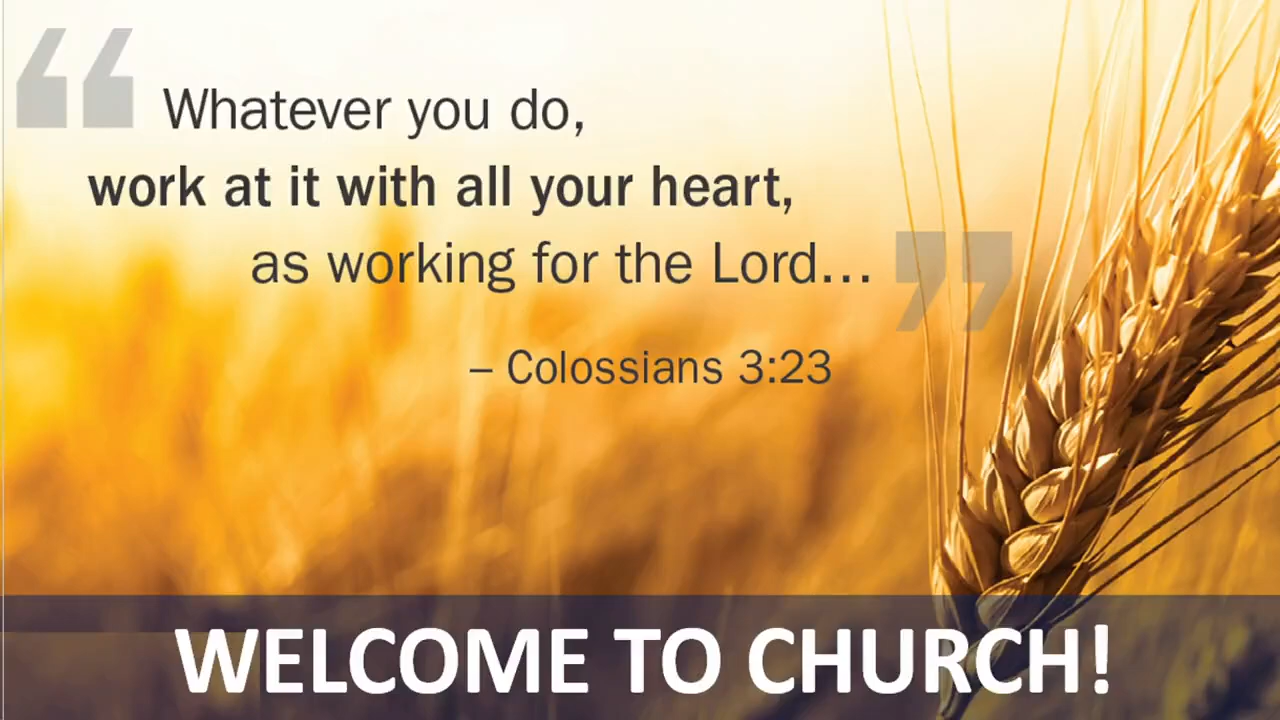 “ Whatever you do,
work at it with all your heart,
as working for the Lord… ”
– Colossians 3:23
WELCOME TO CHURCH!